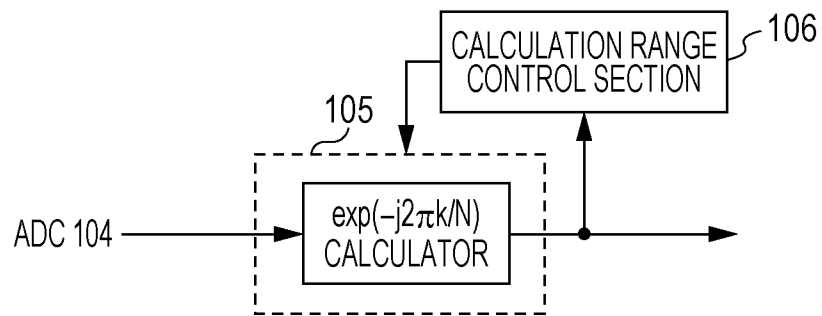 CALCULATION RANGE
CONTROL SECTION
106
105
ADC 104
exp(−j2πk/N)
CALCULATOR